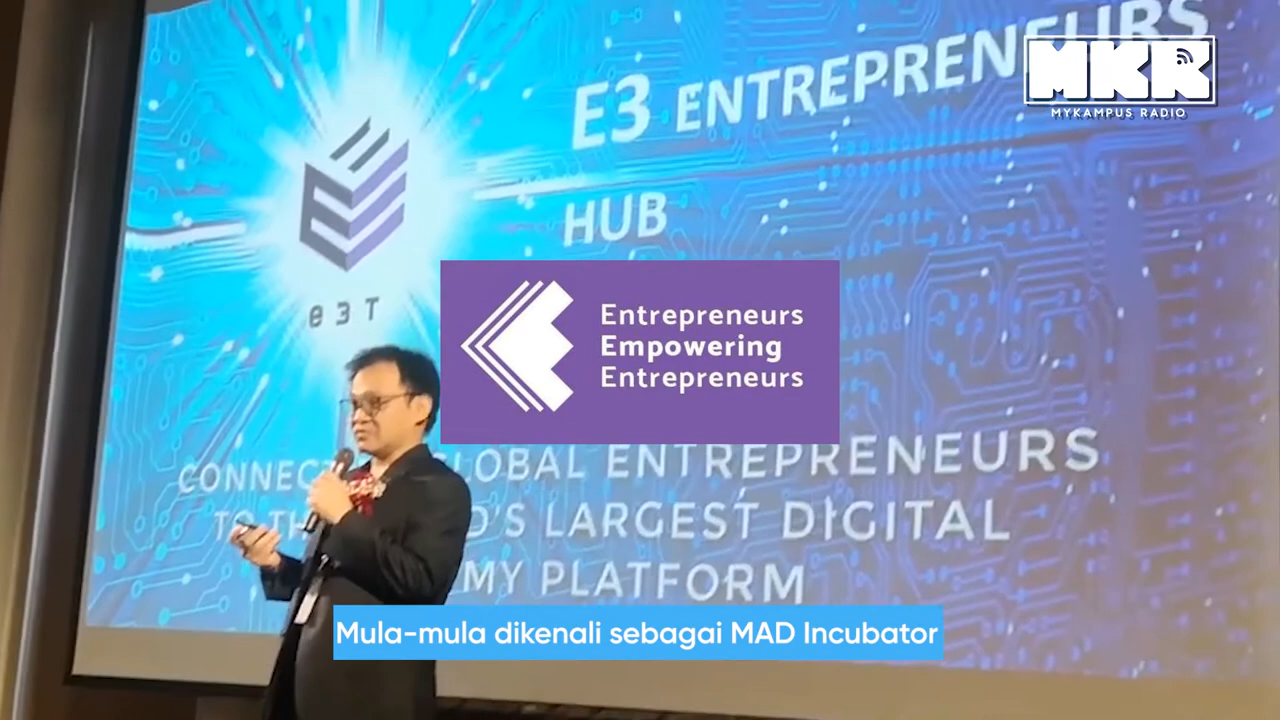 E3 ENTREPRENEURS
MKR
MYKAMPUS RADIO
HUB
e3T
Entrepreneurs
Empowering
Entrepreneurs
GLOBAL ENTREPRENEURS
LARGEST DIGITAL
PLATFORM
Mula-mula dikenali sebagai MAD Incubator